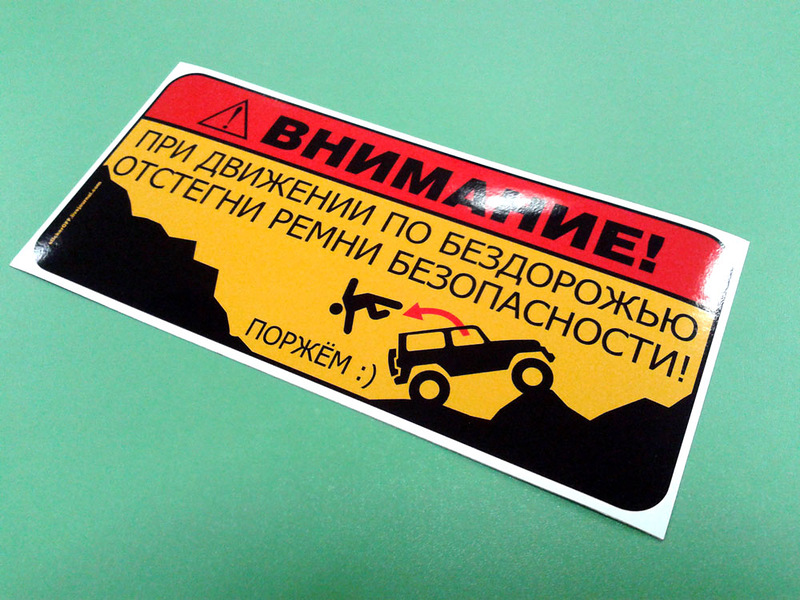 ВНИМАНИЕ!
ПРИ ДВИЖЕНИИ ПО БЕЗДОРОЖЬЮ
ОТСТЕГНИ РЕМНИ БЕЗОПАСНОСТИ!
ПОРЖЁМ :)